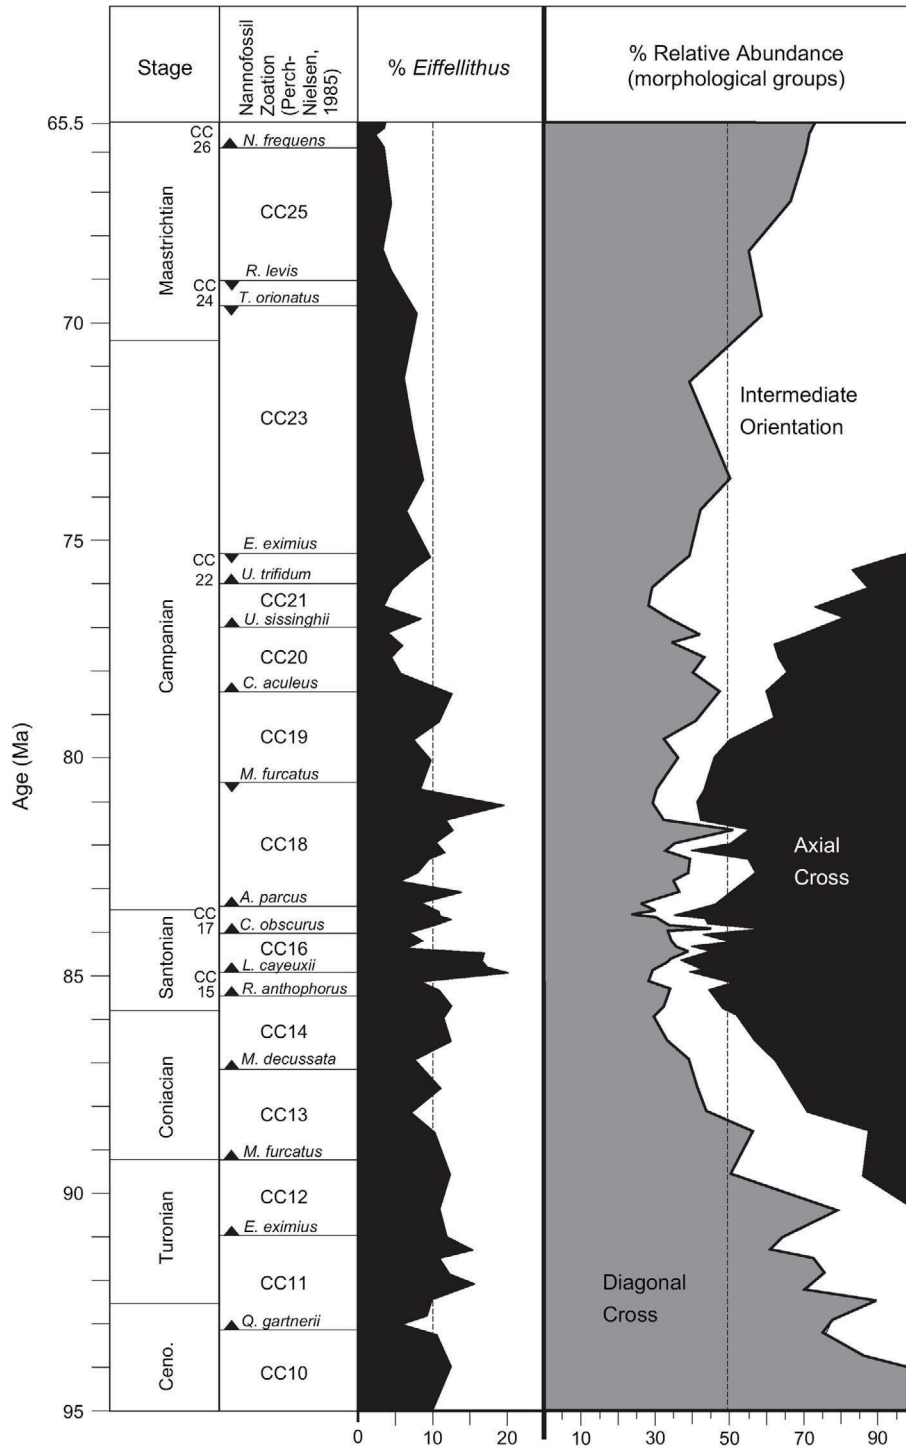 Stage
Nannofossil
Zoation
(Perch-
Nielsen,
1985)
% Eiffellithus
% Relative Abundance
(morphological groups)
Age (Ma)
65.5
70
75
80
85
90
95
Maastrichtian
Campanian
Santonian
Coniacian
Turonian
Ceno.
CC
26
N. frequens
CC25
R. levis
CC
24
T. orionatus
CC23
E. eximius
CC
22
U. trifidum
CC21
U. sissinghii
CC20
C. aculeus
CC19
M. furcatus
CC18
A. parcus
CC
17
C. obscurus
CC16
L. cayeuxii
CC
15
R. anthophorus
CC14
M. decussata
CC13
M. furcatus
CC12
E. eximius
CC11
Q. gartnerii
CC10
Intermediate
Orientation
Axial
Cross
Diagonal
Cross
0 10 20
10 30 50 70 90